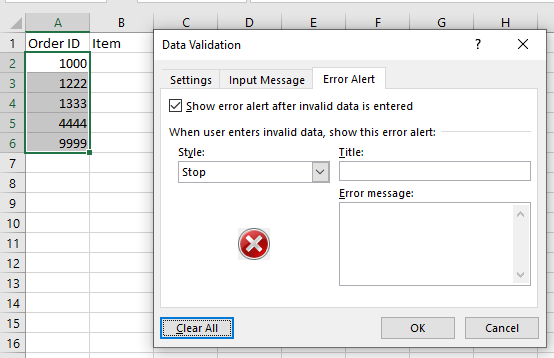 A B C D E F G H
1 Order ID Item
2 1000
3 1222
4 1333
5 4444
6 9999
7
8
9
10
11
12
13
14
15
16
Data Validation ? ×
Settings Input Message Error Alert
Show error alert after invalid data is entered
When user enters invalid data, show this error alert:
Style: Title:
Stop
Error message:
Clear All OK Cancel